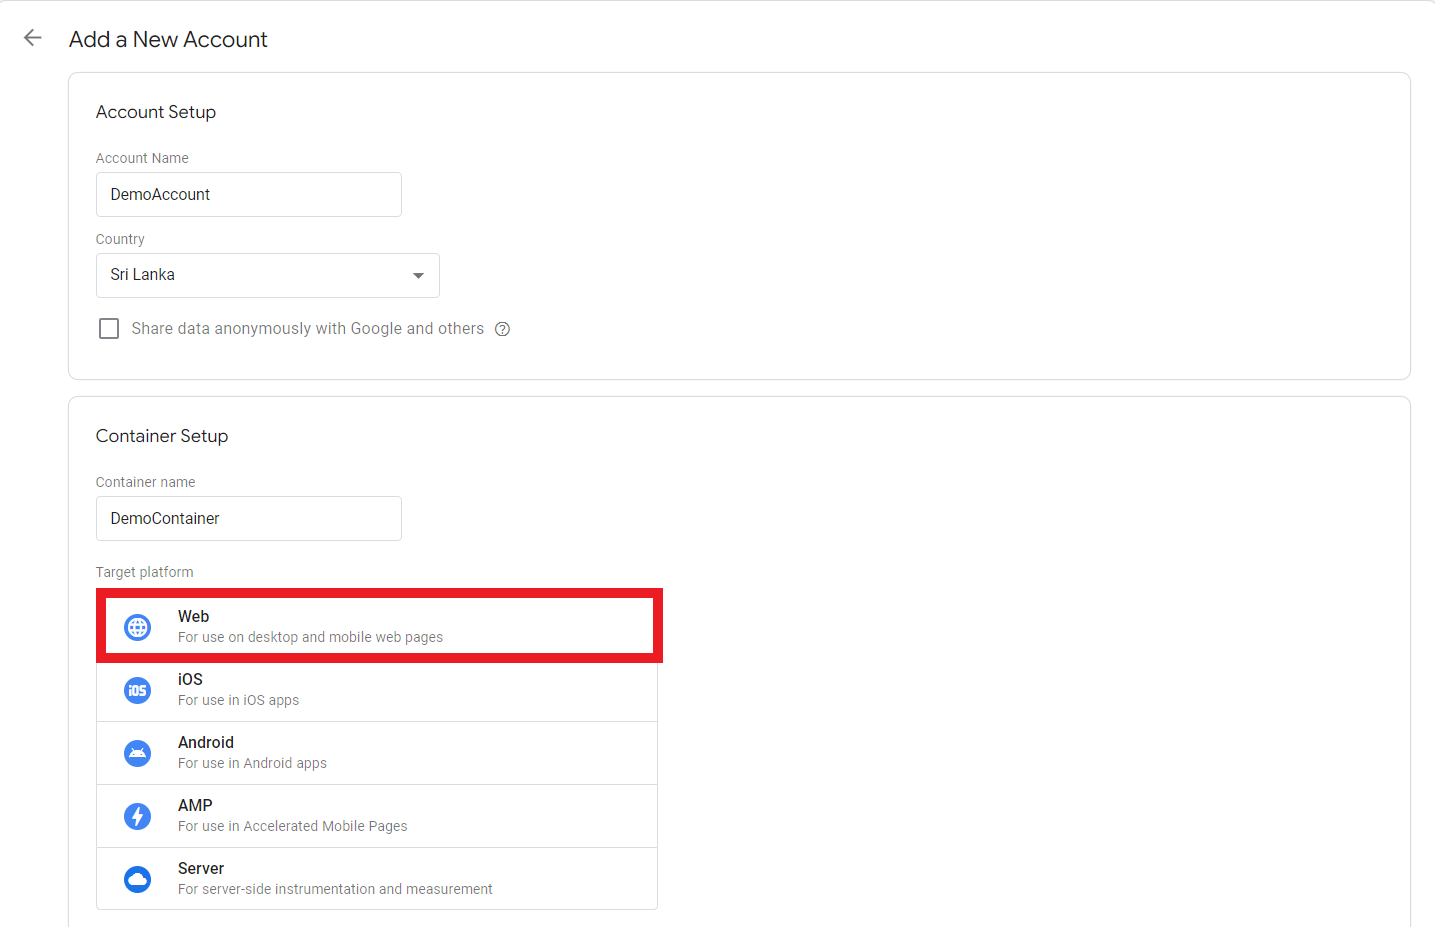 Add a New Account
Account Setup
Account Name
DemoAccount
Country
Sri Lanka
Share data anonymously with Google and others
Container Setup
Container name
DemoContainer
Target platform
Web
For use on desktop and mobile web pages
iOS
iOS
For use in iOS apps
Android
For use in Android apps
AMP
For use in Accelerated Mobile Pages
Server
For server-side instrumentation and measurement